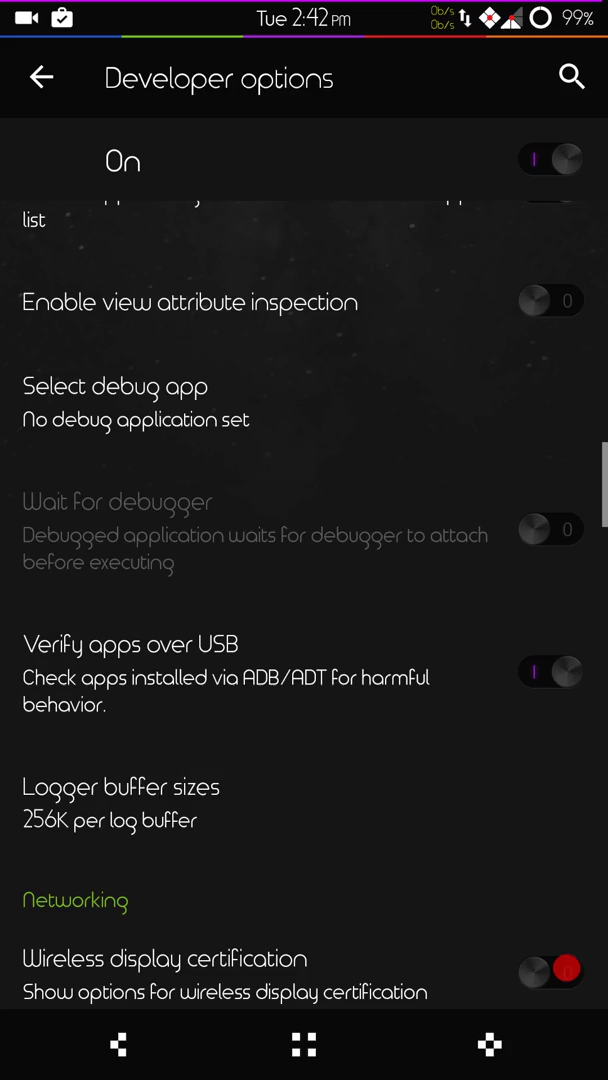 Tue 2:42 PM
0b/s
0b/s
99%
Developer options
On
list
Enable view attribute inspection
0
Select debug app
No debug application set
Wait for debugger
Debugged application waits for debugger to attach
before executing
0
Verify apps over USB
Check apps installed via ADB/ADT for harmful
behavior.
Logger buffer sizes
256K per log buffer
Networking
Wireless display certification
0
Show options for wireless display certification